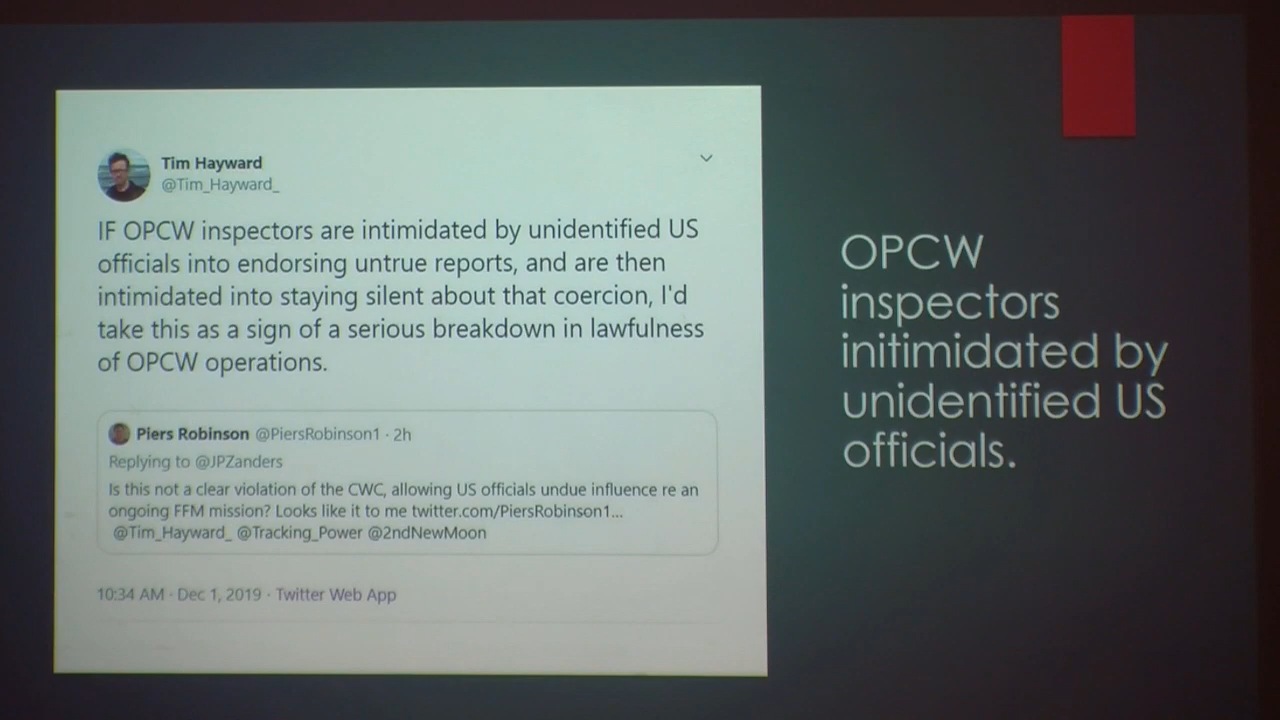 Tim Hayward
@Tim_Hayward_
IF OPCW inspectors are intimidated by unidentified US
officials into endorsing untrue reports, and are then
intimidated into staying silent about that coercion, I'd
take this as a sign of a serious breakdown in lawfulness
of OPCW operations.
Piers Robinson @PiersRobinson1 · 2h
Replying to @JPZanders
Is this not a clear violation of the CWC, allowing US officials undue influence re an
ongoing FFM mission? Looks like it to me twitter.com/PiersRobinson1...
@Tim_Hayward_ @Tracking_Power @2ndNewMoon
10:34 AM · Dec 1, 2019 · Twitter Web App
OPCW
inspectors
initimidated by
unidentified US
officials.